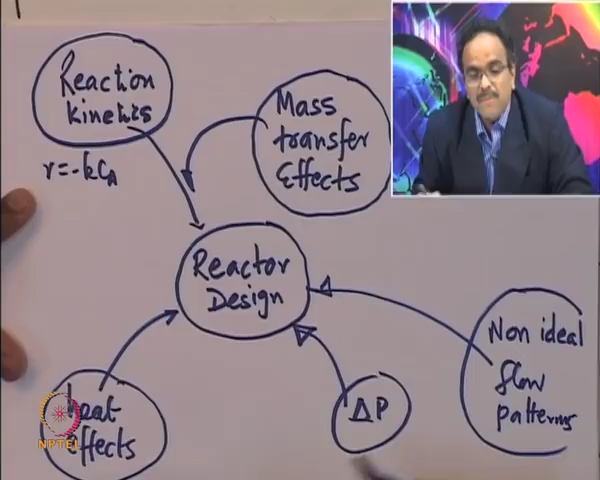 Reaction
kinetics
r=-kCA
Mass
transfer
Effects
Reactor
Design
Non ideal
flow
patterns
ΔP
Heat
Effects
NPTEL